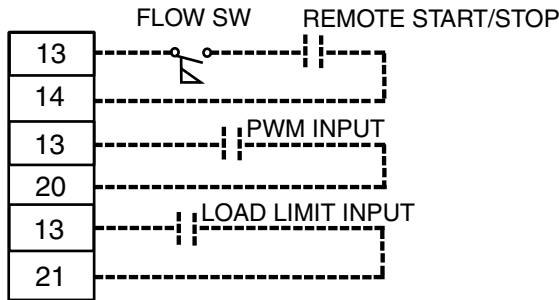 FLOW SW REMOTE START/STOP
13
14
13 PWM INPUT
20
13 LOAD LIMIT INPUT
21